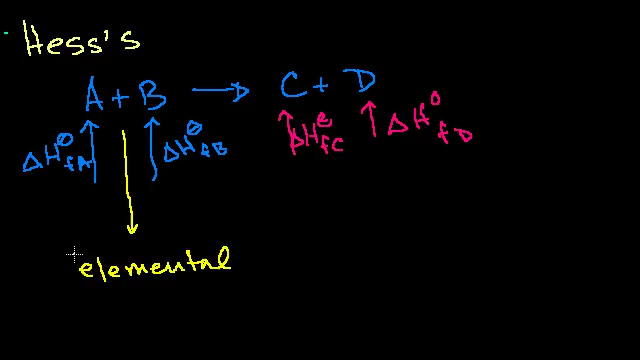 Hess's
A + B → C + D
ΔH°fA ΔH°fB ΔH°fC ΔH°fD
elemental